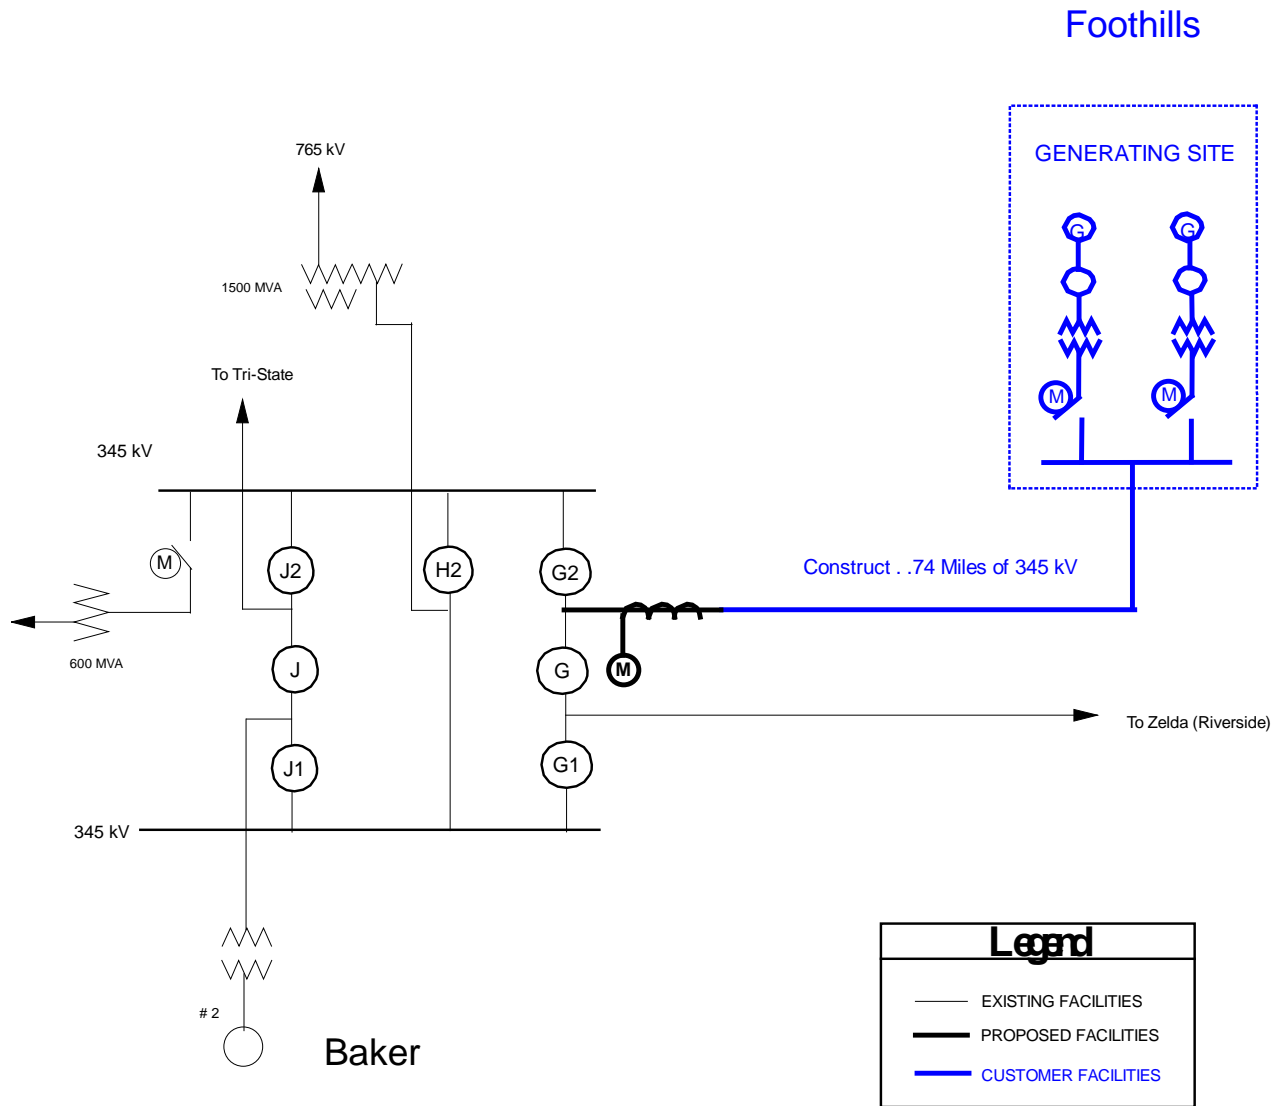 Foothills
GENERATING SITE
G G
M M
765 kV
1500 MVA
To Tri-State
345 kV
M
J2
H2
G2
Construct . .74 Miles of 345 kV
600 MVA
J
G
M
To Zelda (Riverside)
J1
G1
345 kV
# 2
Baker
Legend
EXISTING FACILITIES
PROPOSED FACILITIES
CUSTOMER FACILITIES